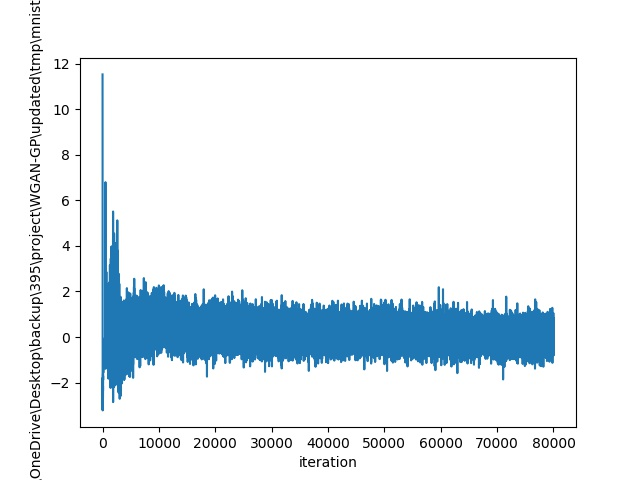 \OneDrive\Desktop\backup\395\project\WGAN-GP\updated\tmp\mnist
12
10
8
6
4
2
0
−2
0 10000 20000 30000 40000 50000 60000 70000 80000
iteration